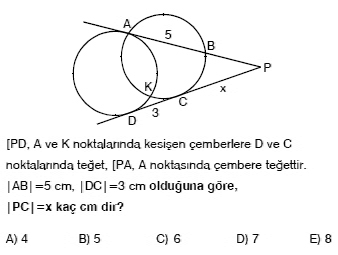 A
5
B
P
K
x
C
3
D
[PD, A ve K noktalarında kesişen çemberlere D ve C
noktalarında teğet, [PA, A noktasında çembere teğettir.
|AB|=5 cm, |DC|=3 cm olduğuna göre,
|PC|=x kaç cm dir?
A) 4 B) 5 C) 6 D) 7 E) 8